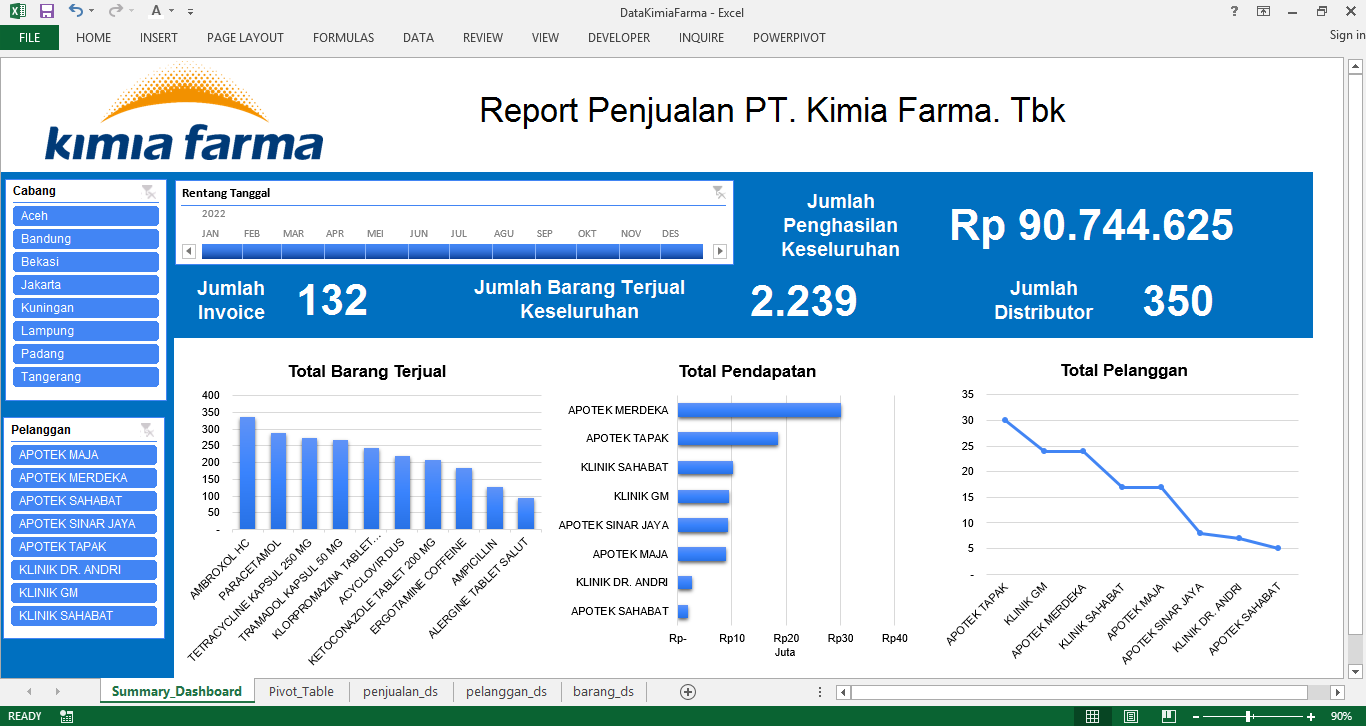 DataKimiaFarma - Excel
FILE HOME INSERT PAGE LAYOUT FORMULAS DATA REVIEW VIEW DEVELOPER INQUIRE POWERPIVOT Sign in
kimia farma
Report Penjualan PT. Kimia Farma. Tbk
Cabang
Aceh
Bandung
Bekasi
Jakarta
Kuningan
Lampung
Padang
Tangerang
Pelanggan
APOTEK MAJA
APOTEK MERDEKA
APOTEK SAHABAT
APOTEK SINAR JAYA
APOTEK TAPAK
KLINIK DR. ANDRI
KLINIK GM
KLINIK SAHABAT
Rentang Tanggal
2022
JAN FEB MAR APR MEI JUN JUL AGU SEP OKT NOV DES
Jumlah
Penghasilan
Keseluruhan
Rp 90.744.625
Jumlah
Invoice
132
Jumlah Barang Terjual
Keseluruhan
2.239
Jumlah
Distributor
350
Total Barang Terjual
400
350
300
250
200
150
100
50
-
AMBROXOL HC
PARACETAMOL
TETRACYCLINE KAPSUL 250 MG
TRAMADOL KAPSUL 50 MG
KLORPROMAZINA TABLET...
ACYCLOVIR DUS
KETOCONAZOLE TABLET 200 MG
ERGOTAMINE COFFEINE
AMPICILLIN
ALERGINE TABLET SALUT
Total Pendapatan
APOTEK MERDEKA
APOTEK TAPAK
KLINIK SAHABAT
KLINIK GM
APOTEK SINAR JAYA
APOTEK MAJA
KLINIK DR. ANDRI
APOTEK SAHABAT
Rp- Rp10 Rp20 Rp30 Rp40
Juta
Total Pelanggan
35
30
25
20
15
10
5
-
APOTEK TAPAK
KLINIK GM
APOTEK MERDEKA
KLINIK SAHABAT
APOTEK MAJA
APOTEK SINAR JAYA
KLINIK DR. ANDRI
APOTEK SAHABAT
Summary_Dashboard Pivot_Table penjualan_ds pelanggan_ds barang_ds
READY 90%